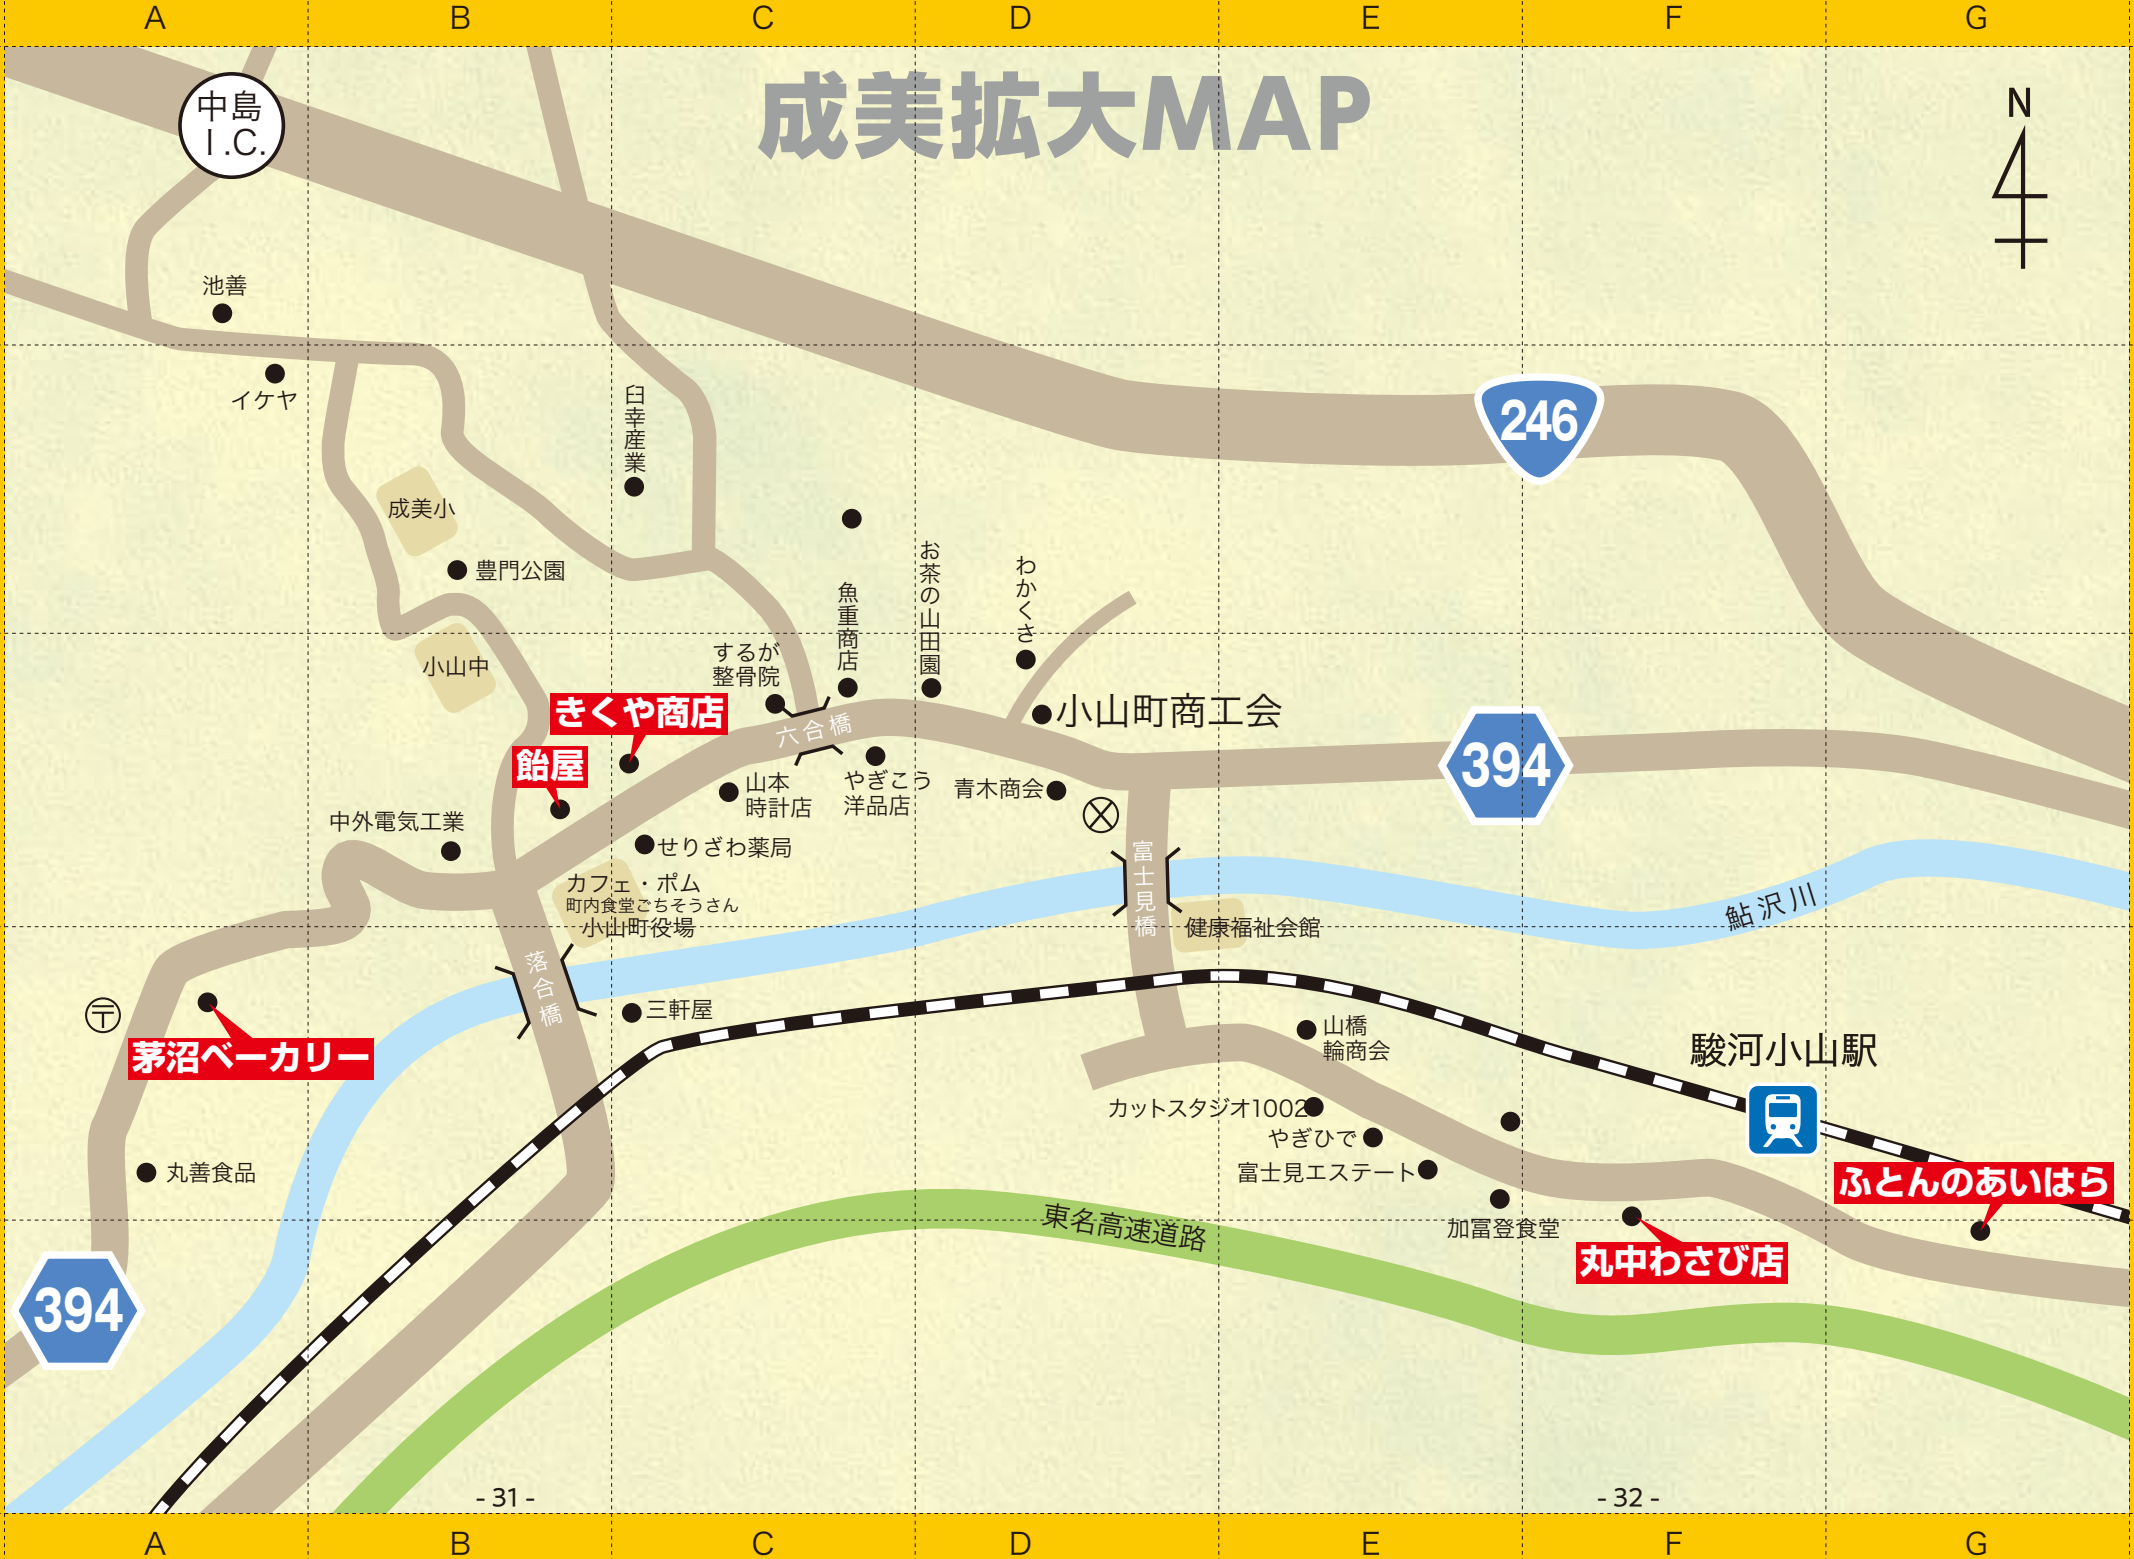 A B C D E F G
成美拡大MAP
N
中島
I.C.
池善
イケヤ
臼幸産業
246
成美小
豊門公園
お茶の山田園
わかくさ
魚重商店
するが
整骨院
小山中
きくや商店
小山町商工会
六合橋
394
飴屋
山本
時計店
やぎこう
洋品店
青木商会
中外電気工業
せりざわ薬局
富士見橋
カフェ・ポム
町内食堂ごちそうさん
小山町役場
健康福祉会館
鮎沢川
落合橋
〒
三軒屋
茅沼ベーカリー
山橋
輪商会
駿河小山駅
カットスタジオ1002
やぎひで
丸善食品
富士見エステート
ふとんのあいはら
東名高速道路
加冨登食堂
丸中わさび店
394
- 31 -
- 32 -
A B C D E F G